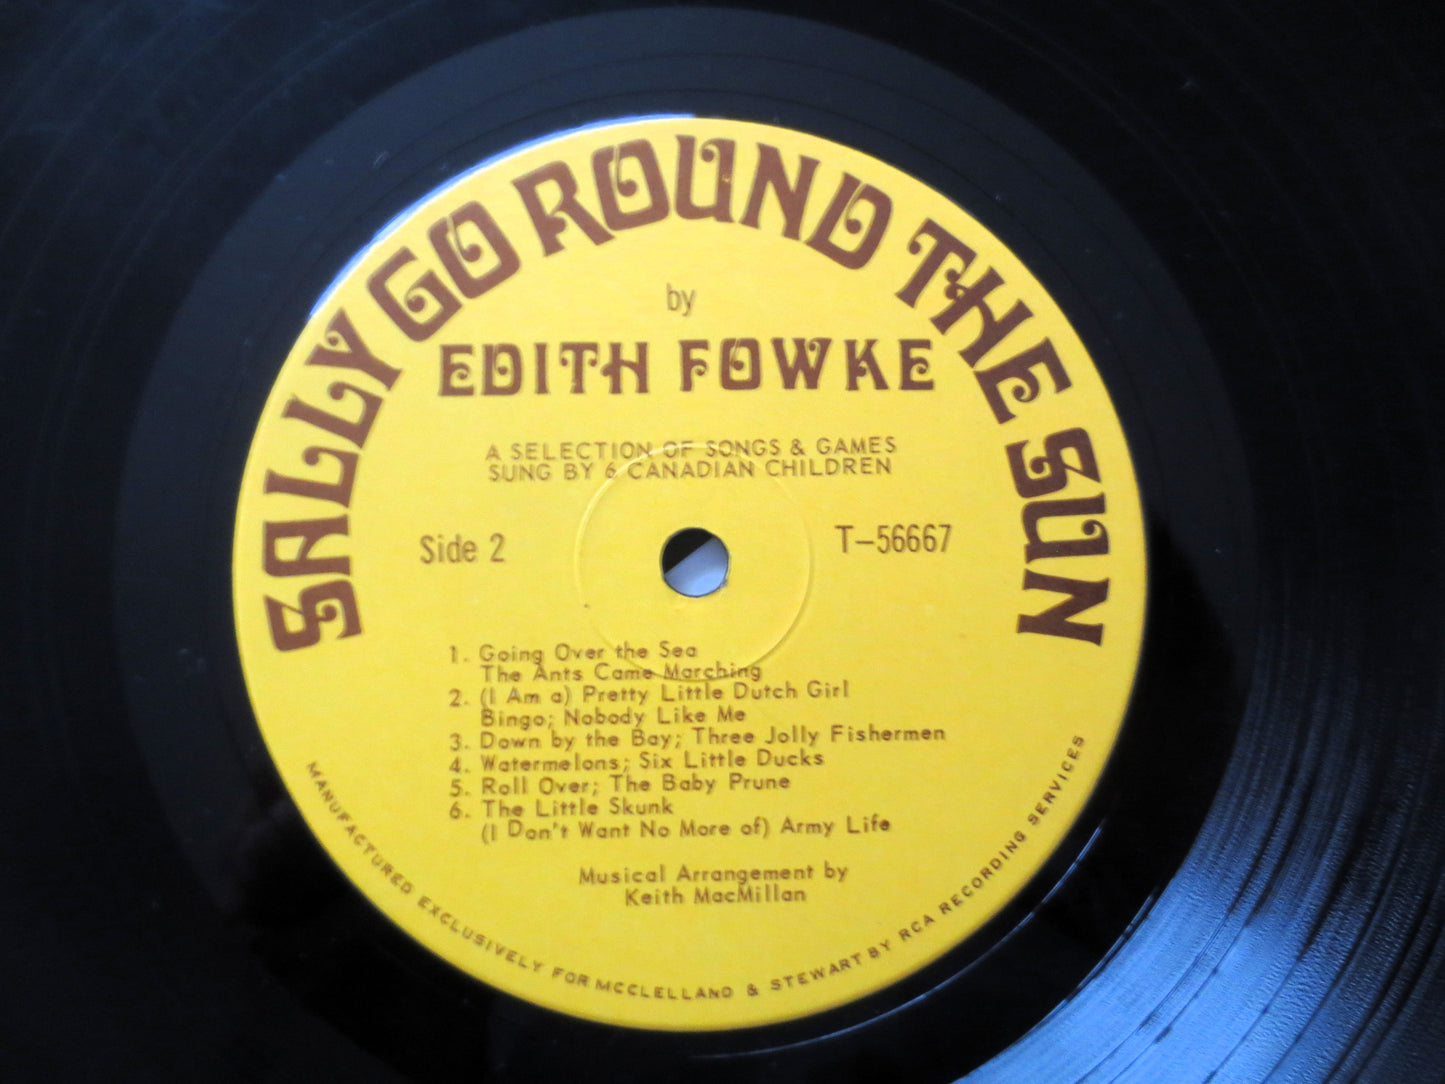 SALLY GO ROUND THE SUN
by
EDITH FOWKE
A SELECTION OF SONGS & GAMES
SUNG BY 6 CANADIAN CHILDREN
Side 2
T-56667
1. Going Over the Sea
The Ants Came Marching
2. (I Am a) Pretty Little Dutch Girl
Bingo; Nobody Like Me
3. Down by the Bay; Three Jolly Fishermen
4. Watermelons; Six Little Ducks
5. Roll Over; The Baby Prune
6. The Little Skunk
(I Don't Want No More of) Army Life
Musical Arrangement by
Keith MacMillan
MANUFACTURED EXCLUSIVELY FOR MCCLELLAND & STEWART BY RCA RECORDING SERVICES